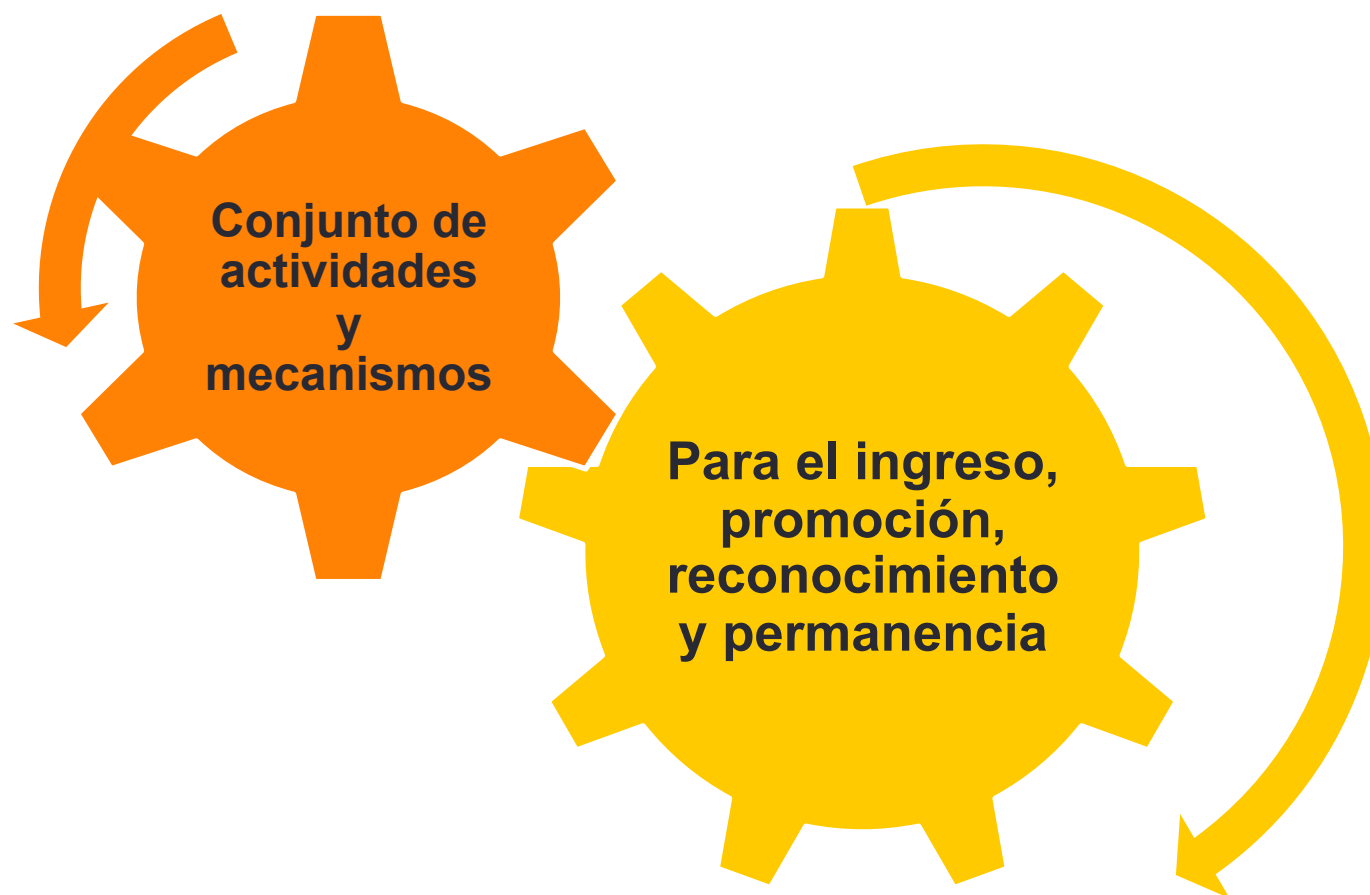 Conjunto de
actividades
y
mecanismos
Para el ingreso,
promoción,
reconocimiento
y permanencia